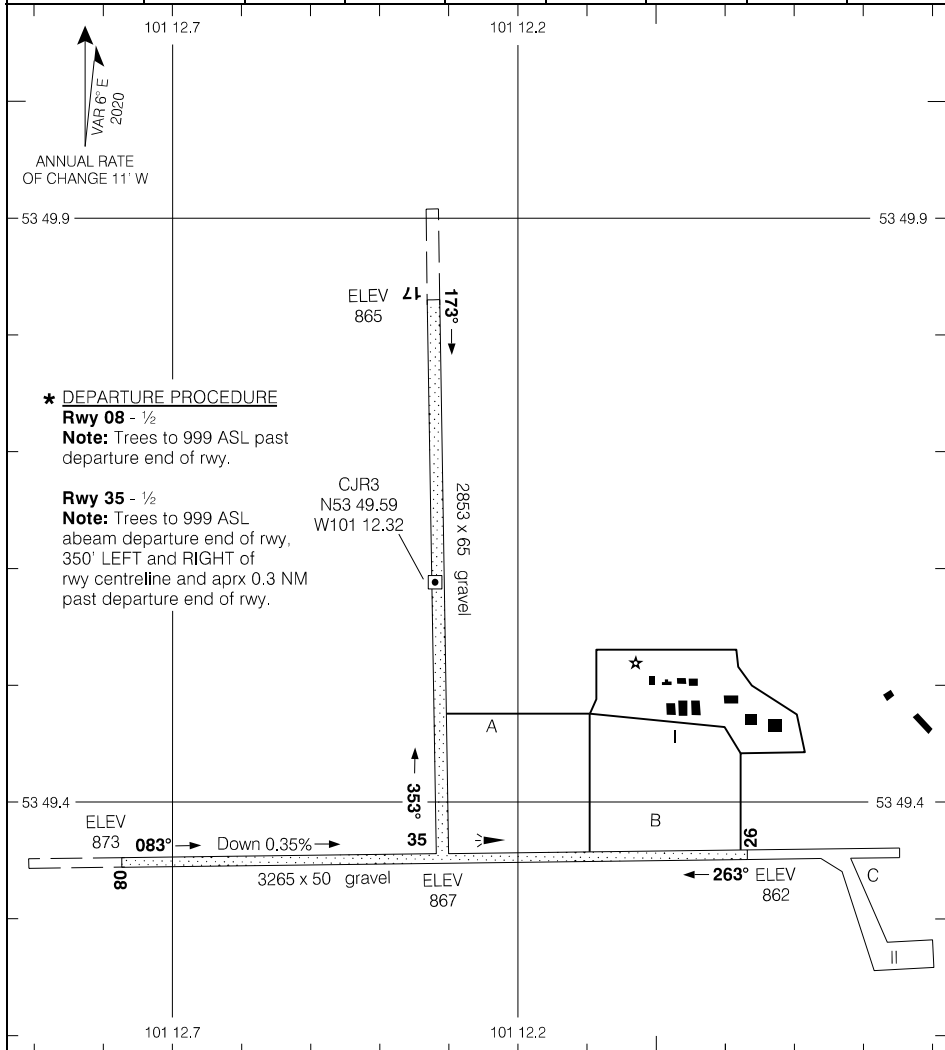 101 12.7
101 12.2
VAR 6° E
2020
ANNUAL RATE
OF CHANGE 11' W
53 49.9
53 49.9
ELEV
865
17
173°
* DEPARTURE PROCEDURE
Rwy 08 - ½
Note: Trees to 999 ASL past
departure end of rwy.
Rwy 35 - ½
Note: Trees to 999 ASL
abeam departure end of rwy,
350' LEFT and RIGHT of
rwy centreline and aprx 0.3 NM
past departure end of rwy.
CJR3
N53 49.59
W101 12.32
2853 x 65 gravel
A
I
B
353°
35
53 49.4
53 49.4
ELEV
873
083°
Down 0.35%
08
3265 x 50 gravel
ELEV
867
26
263°
ELEV
862
C
II
101 12.7
101 12.2